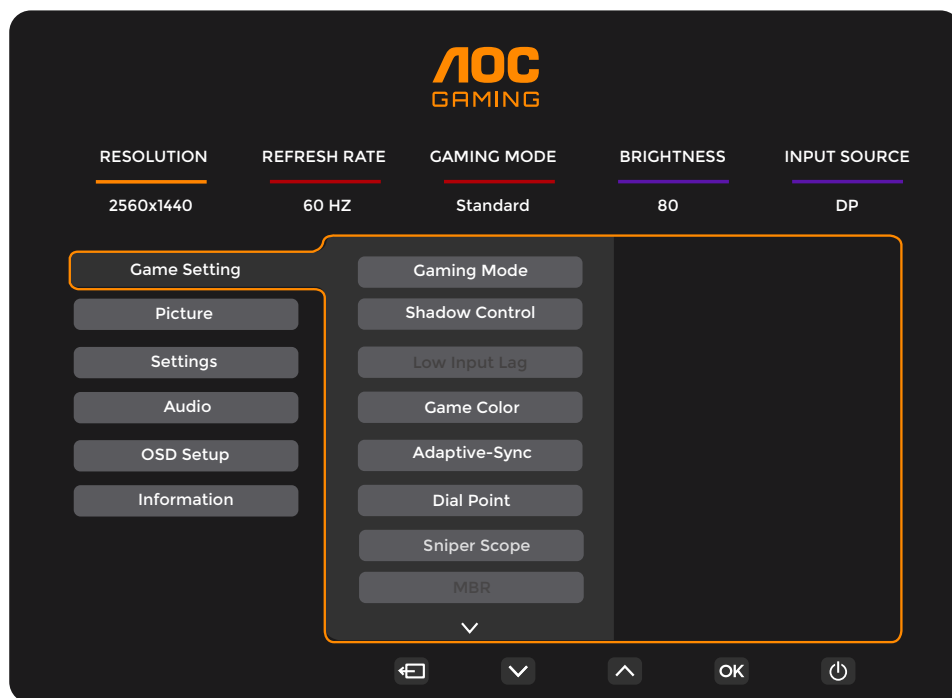 AOC
GAMING
RESOLUTION REFRESH RATE GAMING MODE BRIGHTNESS INPUT SOURCE
2560x1440 60 HZ Standard 80 DP
Game Setting
Picture
Settings
Audio
OSD Setup
Information
Gaming Mode
Shadow Control
Low Input Lag
Game Color
Adaptive-Sync
Dial Point
Sniper Scope
MBR
OK